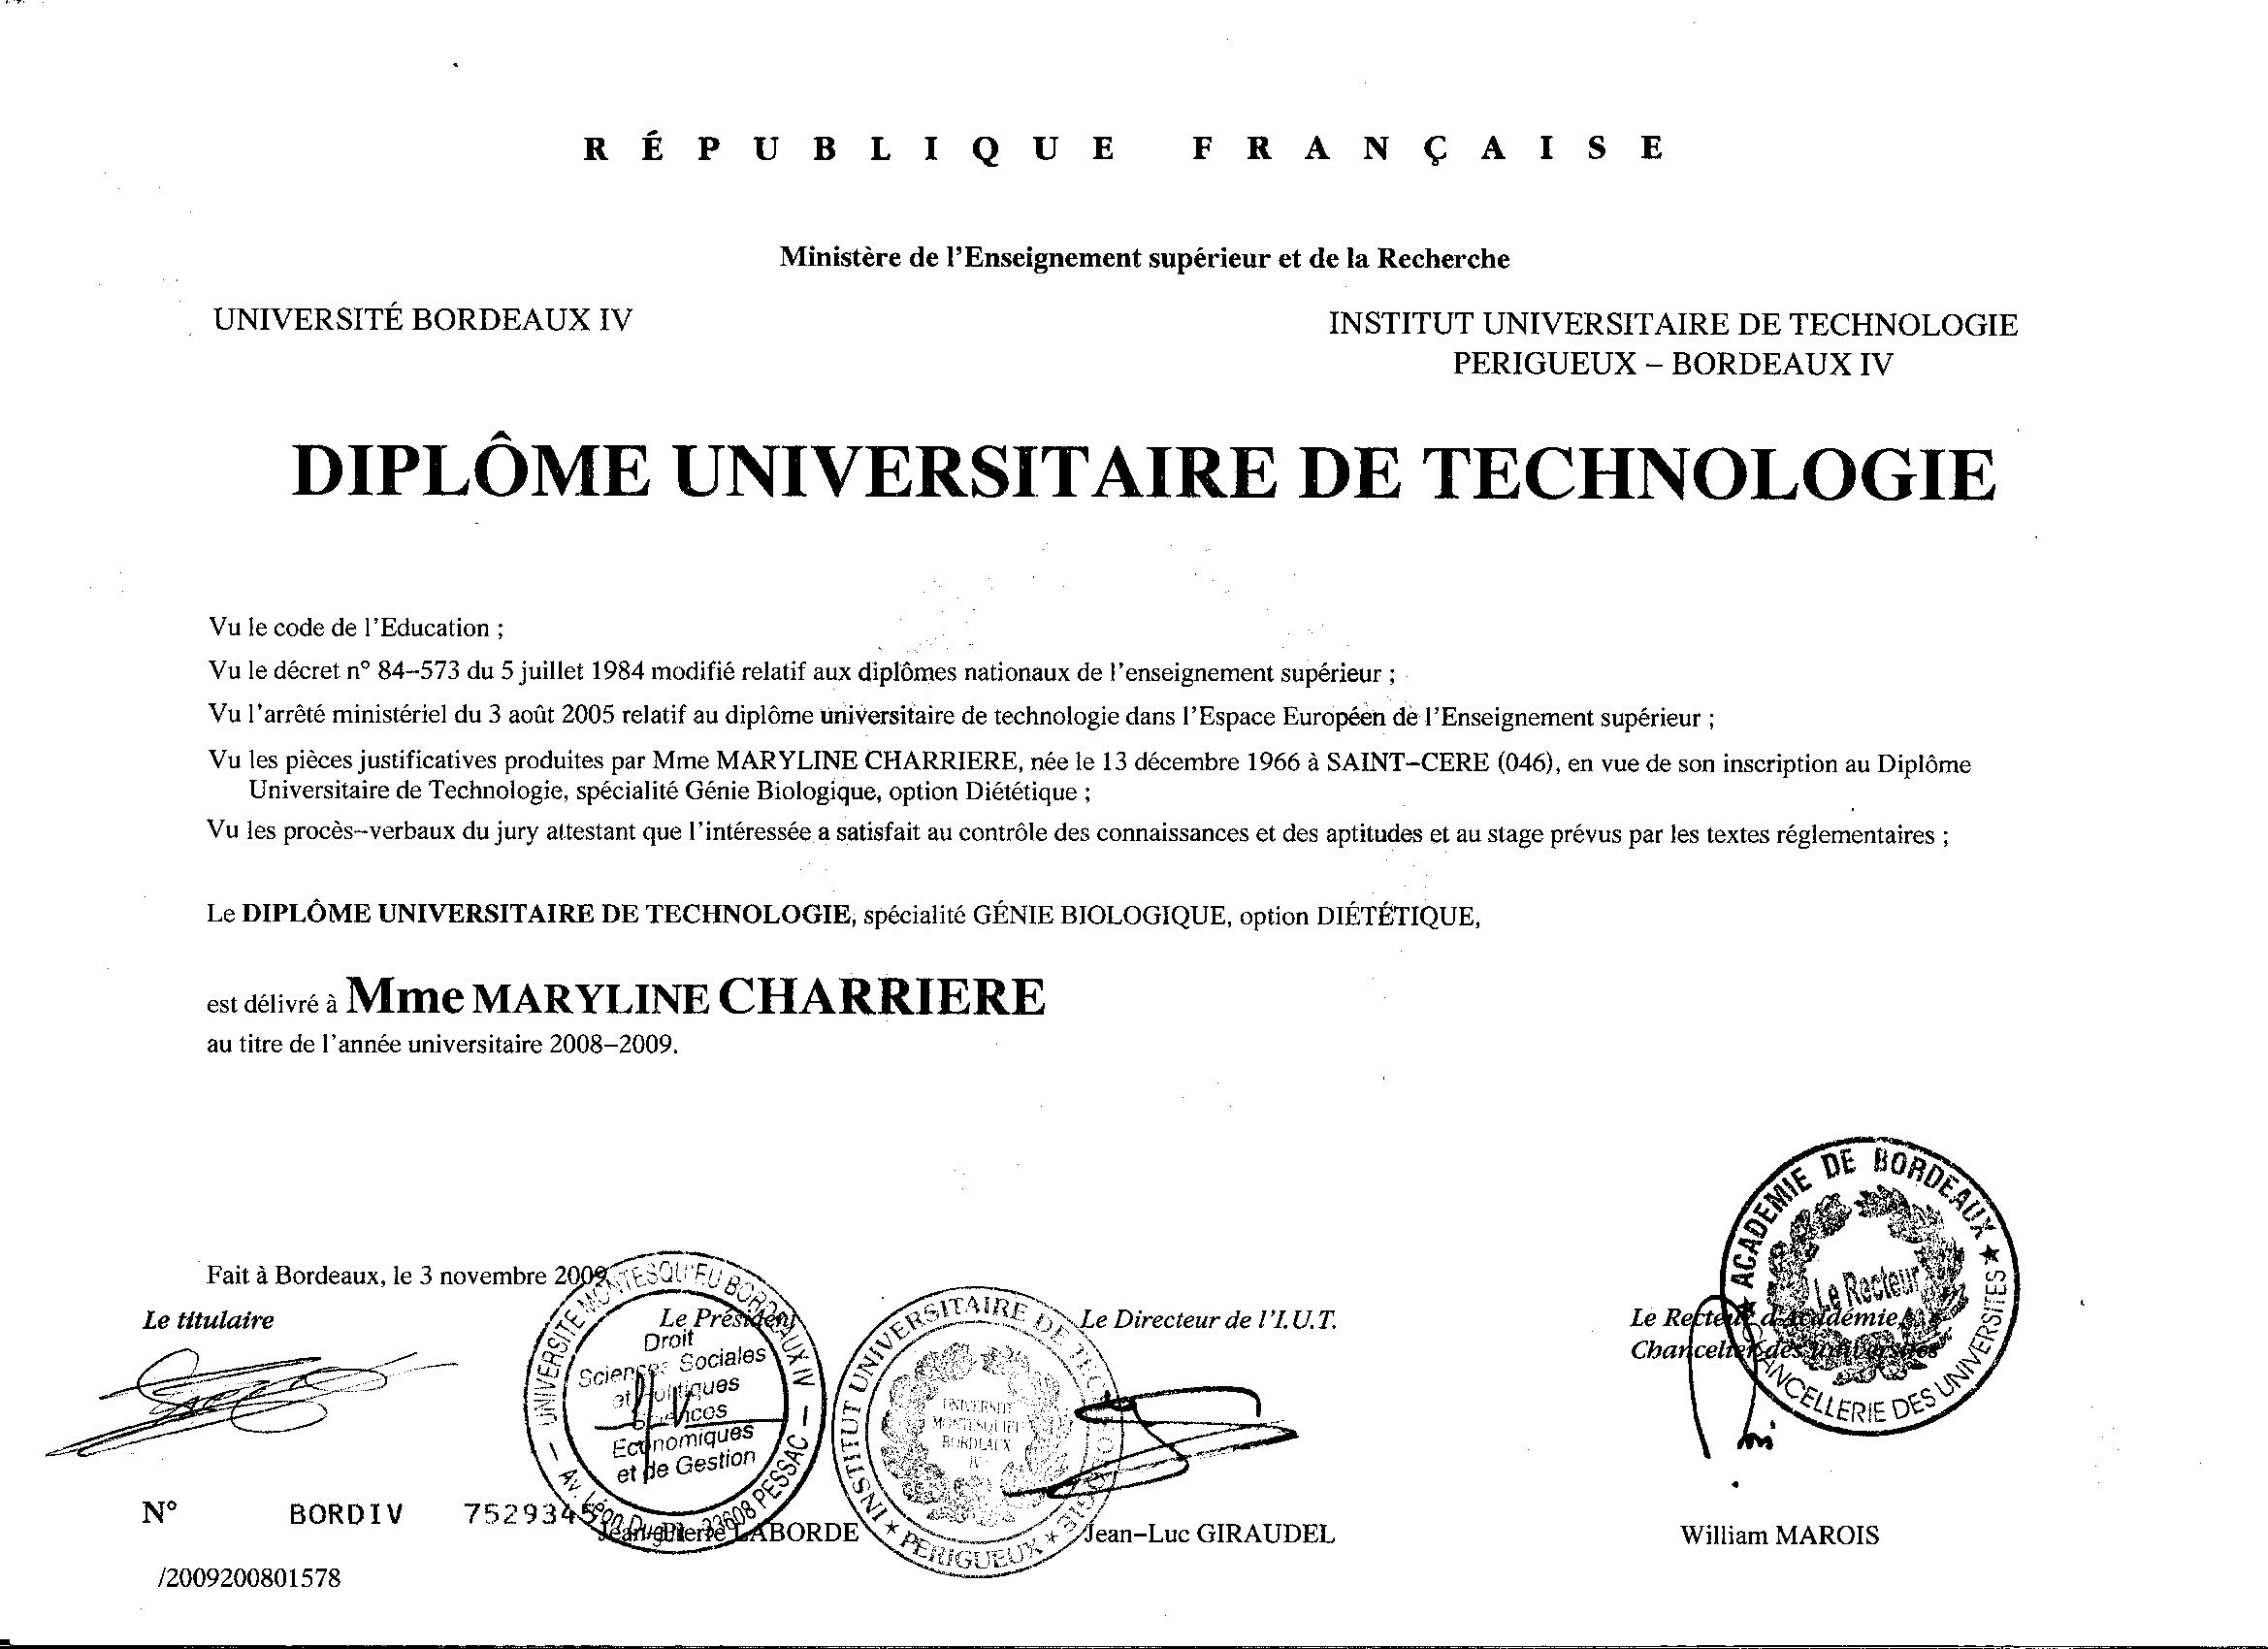 RÉPUBLIQUE FRANÇAISE
Ministère de l'Enseignement supérieur et de la Recherche
UNIVERSITÉ BORDEAUX IV
INSTITUT UNIVERSITAIRE DE TECHNOLOGIE
PERIGUEUX – BORDEAUX IV
DIPLÔME UNIVERSITAIRE DE TECHNOLOGIE
Vu le code de l'Education ;
Vu le décret n° 84–573 du 5 juillet 1984 modifié relatif aux diplômes nationaux de l'enseignement supérieur ;
Vu l'arrêté ministériel du 3 août 2005 relatif au diplôme universitaire de technologie dans l'Espace Européen de l'Enseignement supérieur ;
Vu les pièces justificatives produites par Mme MARYLINE CHARRIERE, née le 13 décembre 1966 à SAINT–CERE (046), en vue de son inscription au Diplôme
Universitaire de Technologie, spécialité Génie Biologique, option Diététique ;
Vu les procès–verbaux du jury attestant que l'intéressée a satisfait au contrôle des connaissances et des aptitudes et au stage prévus par les textes réglementaires ;
Le DIPLÔME UNIVERSITAIRE DE TECHNOLOGIE, spécialité GÉNIE BIOLOGIQUE, option DIÉTÉTIQUE,
est délivré à Mme MARYLINE CHARRIERE
au titre de l'année universitaire 2008–2009.
Fait à Bordeaux, le 3 novembre 2009
Le titulaire
Le Président
Le Directeur de l'I.U.T.
Le Recteur d'Académie
Chancelier des universités
UNIVERSITE MONTESQUIEU BORDEAUX IV
Droit
Sciences Sociales
et Politiques
Sciences
Economiques
et de Gestion
Av. Léon Duguit 33608 PESSAC
INSTITUT UNIVERSITAIRE DE TECHNOLOGIE
UNIVERSITE
MONTESQUIEU
BORDEAUX
IV
★ PERIGUEUX ★
★ ACADEMIE DE BORDEAUX ★
Le Recteur
CHANCELLERIE DES UNIVERSITES
N° BORDIV 7529345
Jean–Pierre LABORDE
Jean–Luc GIRAUDEL
William MAROIS
/2009200801578